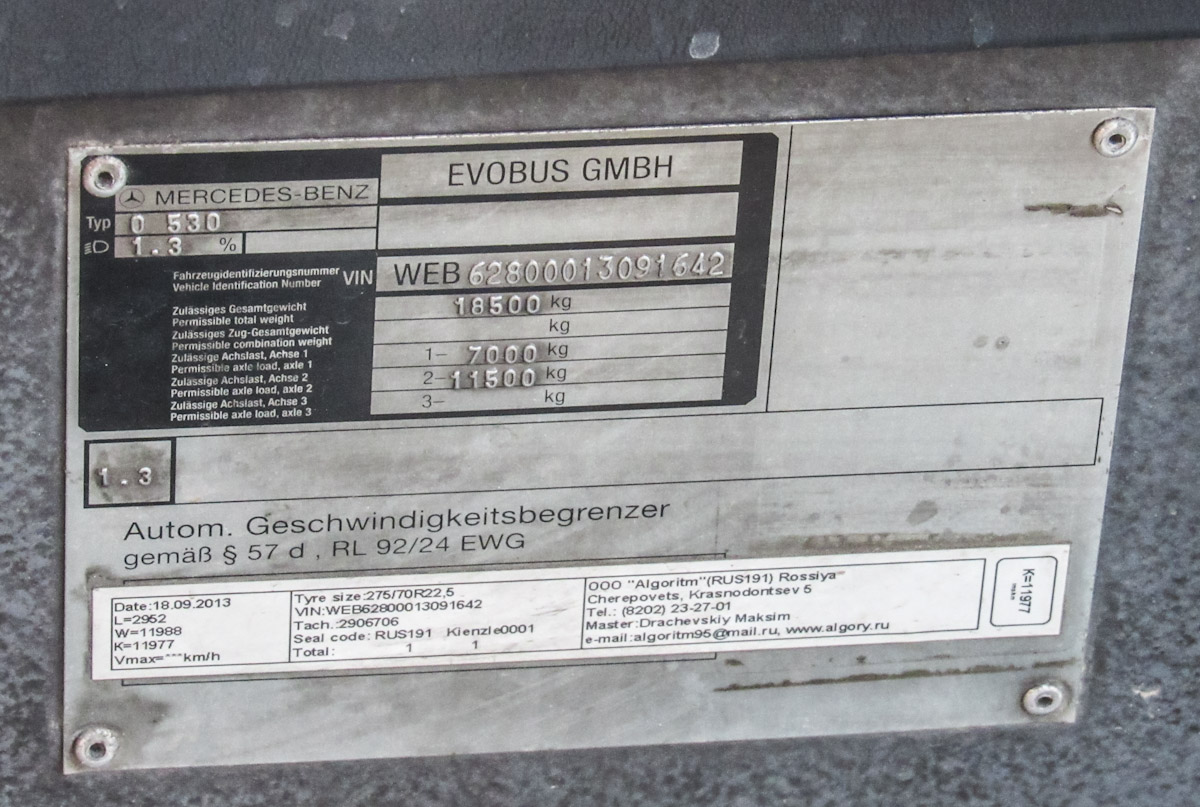 EVOBUS GMBH
MERCEDES-BENZ
Typ 0 530
1.3 %
Fahrzeugidentifizierungsnummer
Vehicle Identification Number
VIN WEB 62800013091642
Zulässiges Gesamtgewicht
Permissible total weight
18500 kg
Zulässiges Zug-Gesamtgewicht
Permissible combination weight
kg
Zulässige Achslast, Achse 1
Permissible axle load, axle 1
1– 7000 kg
Zulässige Achslast, Achse 2
Permissible axle load, axle 2
2– 11500 kg
Zulässige Achslast, Achse 3
Permissible axle load, axle 3
3– kg
1.3
Autom. Geschwindigkeitsbegrenzer
gemäß § 57 d , RL 92/24 EWG
Date:18.09.2013
L=2952
W=11988
K=11977
Vmax=***km/h
Tyre size:275/70R22,5
VIN:WEB62800013091642
Tach.:2906706
Seal code: RUS191 Kienzle0001
Total: 1 1
OOO "Algoritm"(RUS191) Rossiya
Cherepovets, Krasnodontsev 5
Tel.: (8202) 23-27-01
Master:Drachevskiy Maksim
e-mail:algoritm95@mail.ru, www.algory.ru
K=11977